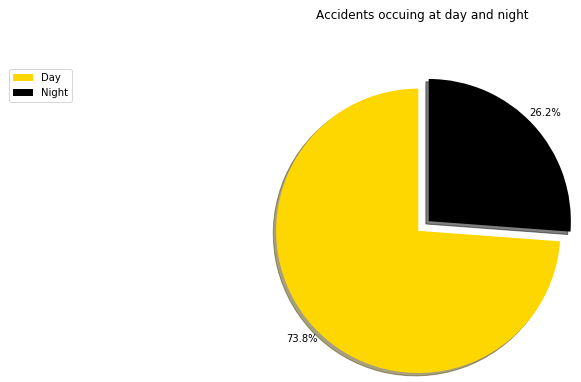 Accidents occuing at day and night
Day
Night
26.2%
73.8%